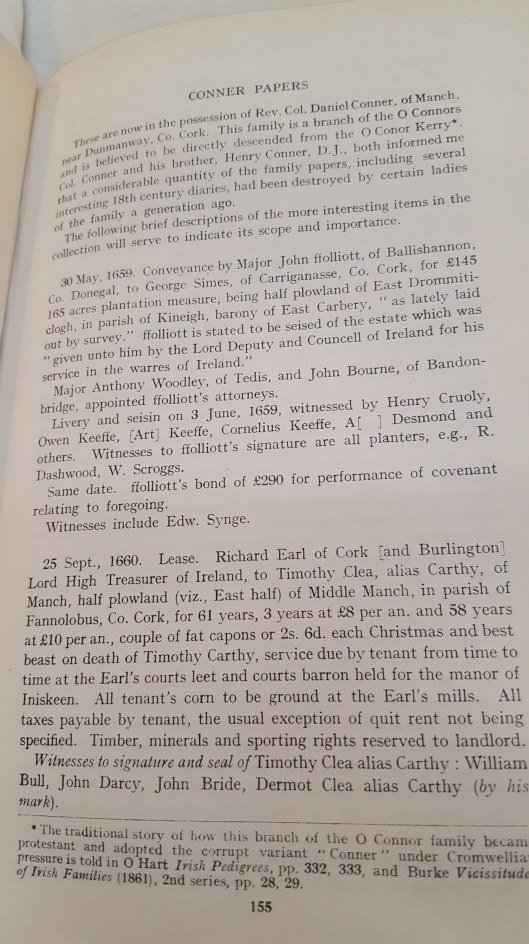 CONNER PAPERS
These are now in the possession of Rev. Col. Daniel Conner, of Manch,
near Dunmanway, Co. Cork. This family is a branch of the O Connors
and is believed to be directly descended from the O Conor Kerry*.
Col. Conner and his brother, Henry Conner, D.J., both informed me
that a considerable quantity of the family papers, including several
interesting 18th century diaries, had been destroyed by certain ladies
of the family a generation ago.
The following brief descriptions of the more interesting items in the
collection will serve to indicate its scope and importance.
30 May, 1659. Conveyance by Major John ffolliott, of Ballishannon,
Co. Donegal, to George Simes, of Carriganasse, Co. Cork, for £145
165 acres plantation measure, being half plowland of East Drommiti-
clogh, in parish of Kineigh, barony of East Carbery, " as lately laid
out by survey." ffolliott is stated to be seised of the estate which was
" given unto him by the Lord Deputy and Councell of Ireland for his
service in the warres of Ireland."
Major Anthony Woodley, of Tedis, and John Bourne, of Bandon-
bridge, appointed ffolliott's attorneys.
Livery and seisin on 3 June, 1659, witnessed by Henry Cruoly,
Owen Keeffe, [Art] Keeffe, Cornelius Keeffe, A[ ] Desmond and
others. Witnesses to ffolliott's signature are all planters, e.g., R.
Dashwood, W. Scroggs.
Same date. ffolliott's bond of £290 for performance of covenant
relating to foregoing.
Witnesses include Edw. Synge.
25 Sept., 1660. Lease. Richard Earl of Cork [and Burlington]
Lord High Treasurer of Ireland, to Timothy Clea, alias Carthy, of
Manch, half plowland (viz., East half) of Middle Manch, in parish of
Fannolobus, Co. Cork, for 61 years, 3 years at £8 per an. and 58 years
at £10 per an., couple of fat capons or 2s. 6d. each Christmas and best
beast on death of Timothy Carthy, service due by tenant from time to
time at the Earl's courts leet and courts barron held for the manor of
Iniskeen. All tenant's corn to be ground at the Earl's mills. All
taxes payable by tenant, the usual exception of quit rent not being
specified. Timber, minerals and sporting rights reserved to landlord.
Witnesses to signature and seal of Timothy Clea alias Carthy : William
Bull, John Darcy, John Bride, Dermot Clea alias Carthy (by his
mark).
* The traditional story of how this branch of the O Connor family becam
protestant and adopted the corrupt variant " Conner " under Cromwellia
pressure is told in O Hart Irish Pedigrees, pp. 332, 333, and Burke Vicissitude
of Irish Families (1861), 2nd series, pp. 28, 29.
155